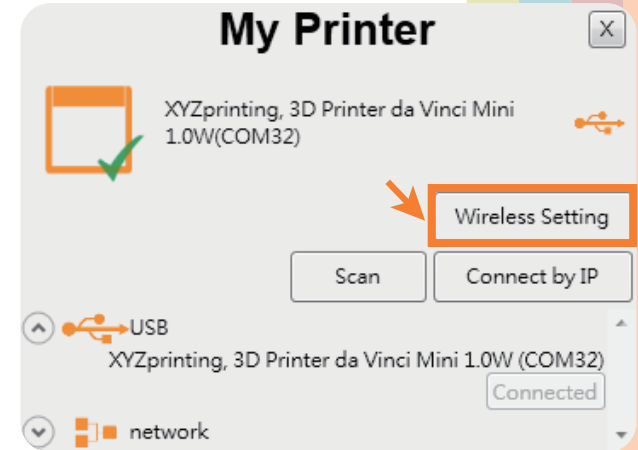 My Printer
X
XYZprinting, 3D Printer da Vinci Mini
1.0W(COM32)
Wireless Setting
Scan
Connect by IP
USB
XYZprinting, 3D Printer da Vinci Mini 1.0W (COM32)
Connected
network